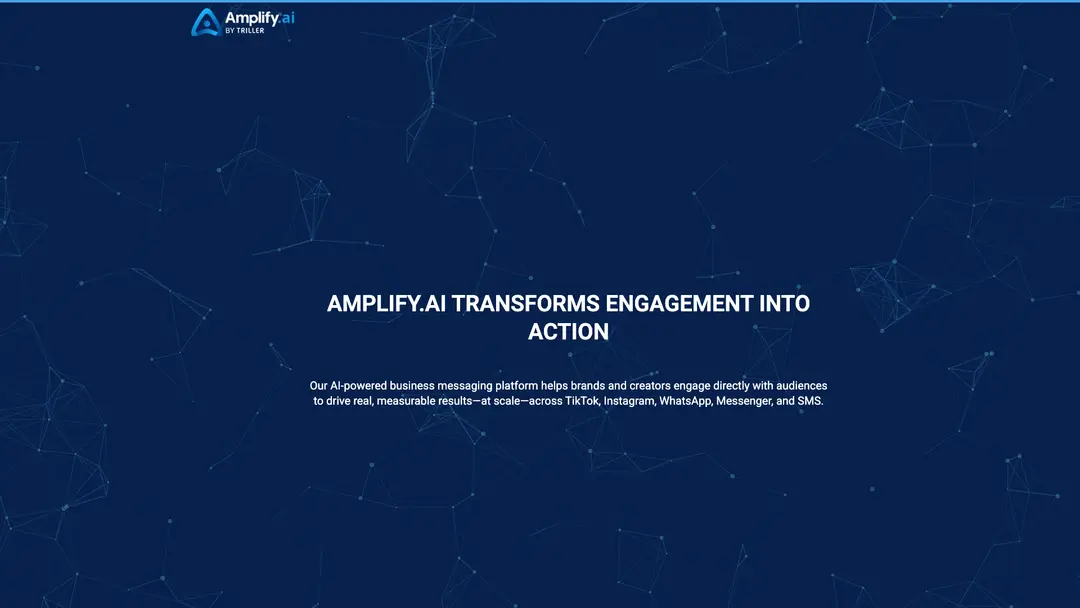 Amplify.ai
BY TRILLER
AMPLIFY.AI TRANSFORMS ENGAGEMENT INTO
ACTION
Our AI-powered business messaging platform helps brands and creators engage directly with audiences
to drive real, measurable results—at scale—across TikTok, Instagram, WhatsApp, Messenger, and SMS.